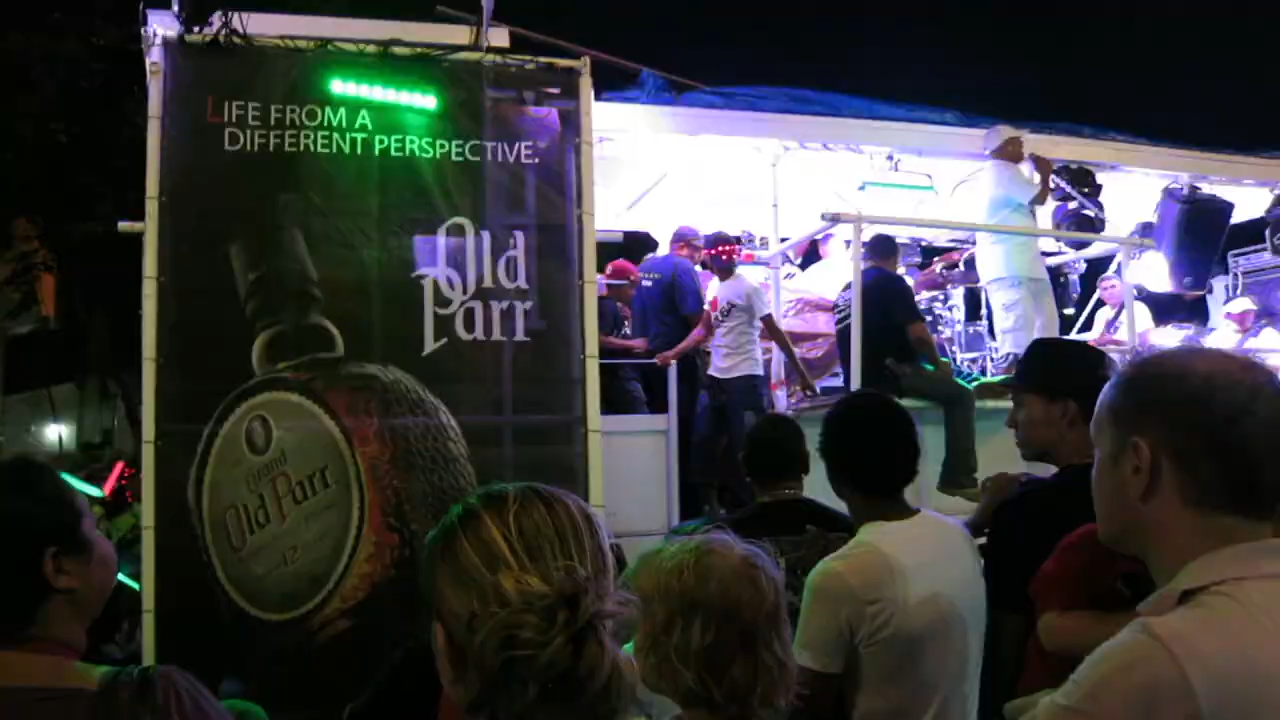 LIFE FROM A
DIFFERENT PERSPECTIVE.
Old
Parr
Grand
Old Parr
12